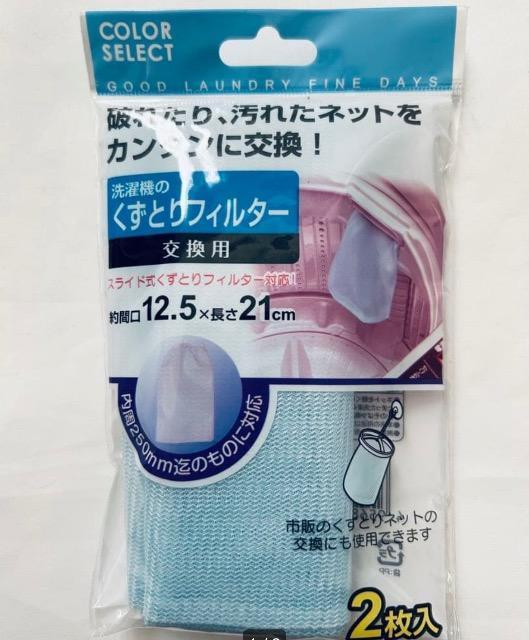 COLOR
SELECT
GOOD LAUNDRY FINE DAYS
破れたり、汚れたネットを
カンタンに交換！
洗濯機の
くずとりフィルター
交換用
スライド式くずとりフィルター対応!
約間口12.5×長さ21cm
内周250mm迄のものに対応
市販のくずとりネットの
交換にも使用できます
プラ
袋:PP
2枚入